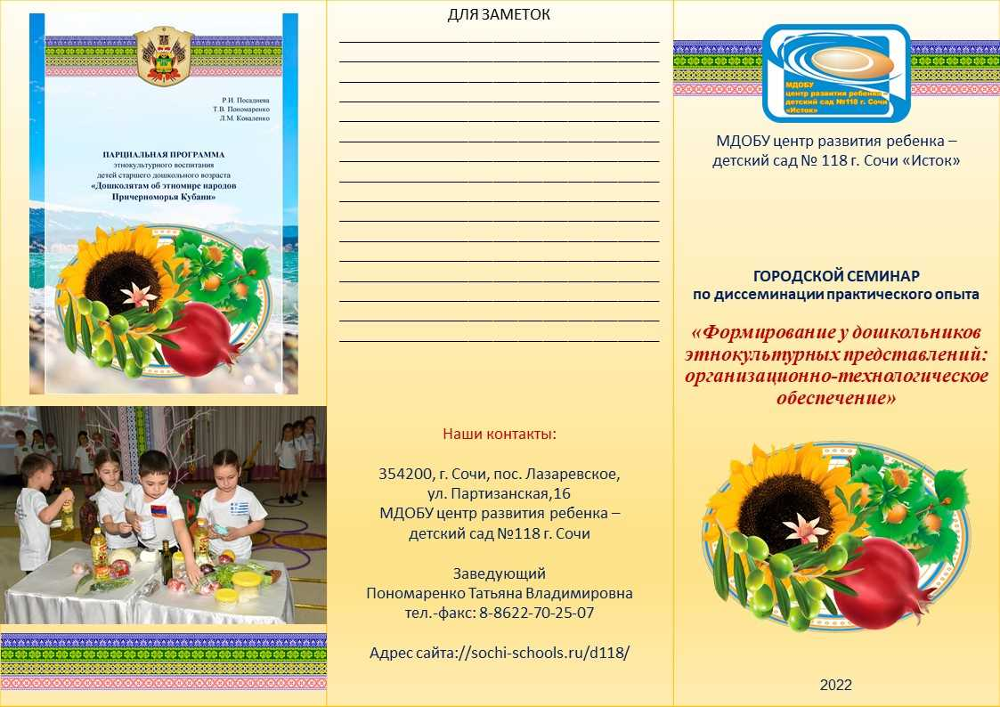 Р.И. Посаднева
Т.В. Пономаренко
Л.М. Коваленко
ПАРЦИАЛЬНАЯ ПРОГРАММА
этнокультурного воспитания
детей старшего дошкольного возраста
«Дошколятам об этномире народов
Причерноморья Кубани»
ДЛЯ ЗАМЕТОК
Наши контакты:
354200, г. Сочи, пос. Лазаревское,
ул. Партизанская,16
МДОБУ центр развития ребенка –
детский сад №118 г. Сочи
Заведующий
Пономаренко Татьяна Владимировна
тел.-факс: 8-8622-70-25-07
Адрес сайта://sochi-schools.ru/d118/
МДОБУ
центр развития ребенка –
детский сад №118 г. Сочи
«Исток»
МДОБУ центр развития ребенка –
детский сад № 118 г. Сочи «Исток»
ГОРОДСКОЙ СЕМИНАР
по диссеминации практического опыта
«Формирование у дошкольников
этнокультурных представлений:
организационно-технологическое
обеспечение»
2022